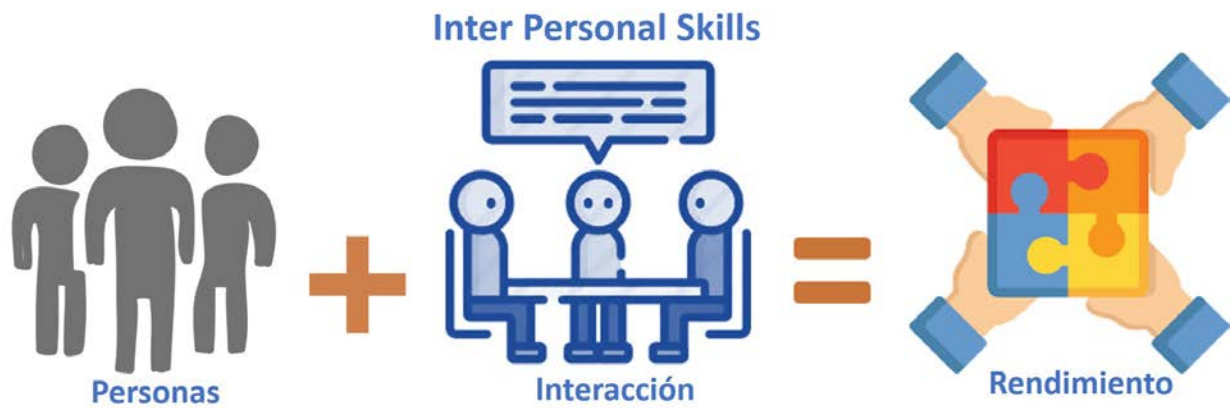 Inter Personal Skills
Personas
Interacción
Rendimiento